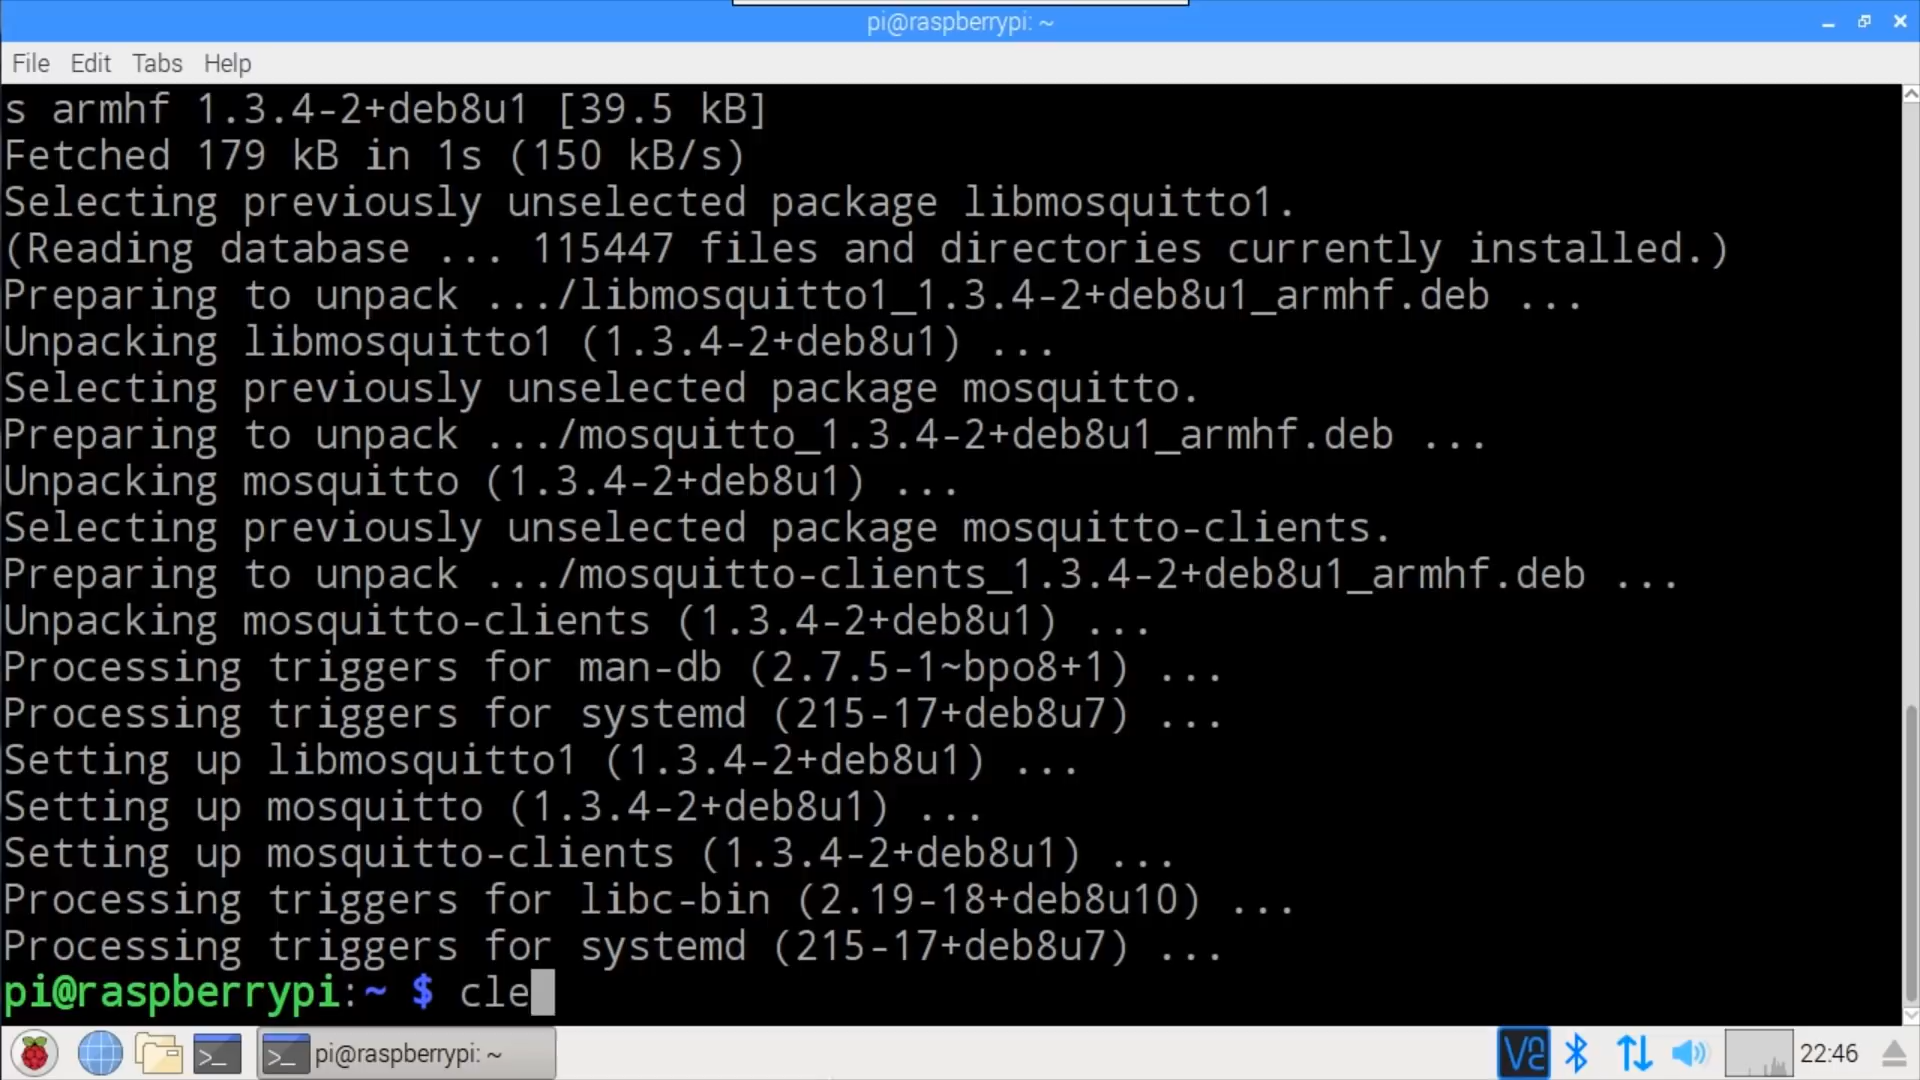 pi@raspberrypi: ~
File Edit Tabs Help
s armhf 1.3.4-2+deb8u1 [39.5 kB]
Fetched 179 kB in 1s (150 kB/s)
Selecting previously unselected package libmosquitto1.
(Reading database ... 115447 files and directories currently installed.)
Preparing to unpack .../libmosquitto1_1.3.4-2+deb8u1_armhf.deb ...
Unpacking libmosquitto1 (1.3.4-2+deb8u1) ...
Selecting previously unselected package mosquitto.
Preparing to unpack .../mosquitto_1.3.4-2+deb8u1_armhf.deb ...
Unpacking mosquitto (1.3.4-2+deb8u1) ...
Selecting previously unselected package mosquitto-clients.
Preparing to unpack .../mosquitto-clients_1.3.4-2+deb8u1_armhf.deb ...
Unpacking mosquitto-clients (1.3.4-2+deb8u1) ...
Processing triggers for man-db (2.7.5-1~bpo8+1) ...
Processing triggers for systemd (215-17+deb8u7) ...
Setting up libmosquitto1 (1.3.4-2+deb8u1) ...
Setting up mosquitto (1.3.4-2+deb8u1) ...
Setting up mosquitto-clients (1.3.4-2+deb8u1) ...
Processing triggers for libc-bin (2.19-18+deb8u10) ...
Processing triggers for systemd (215-17+deb8u7) ...
pi@raspberrypi:~ $ cle
pi@raspberrypi: ~ 22:46